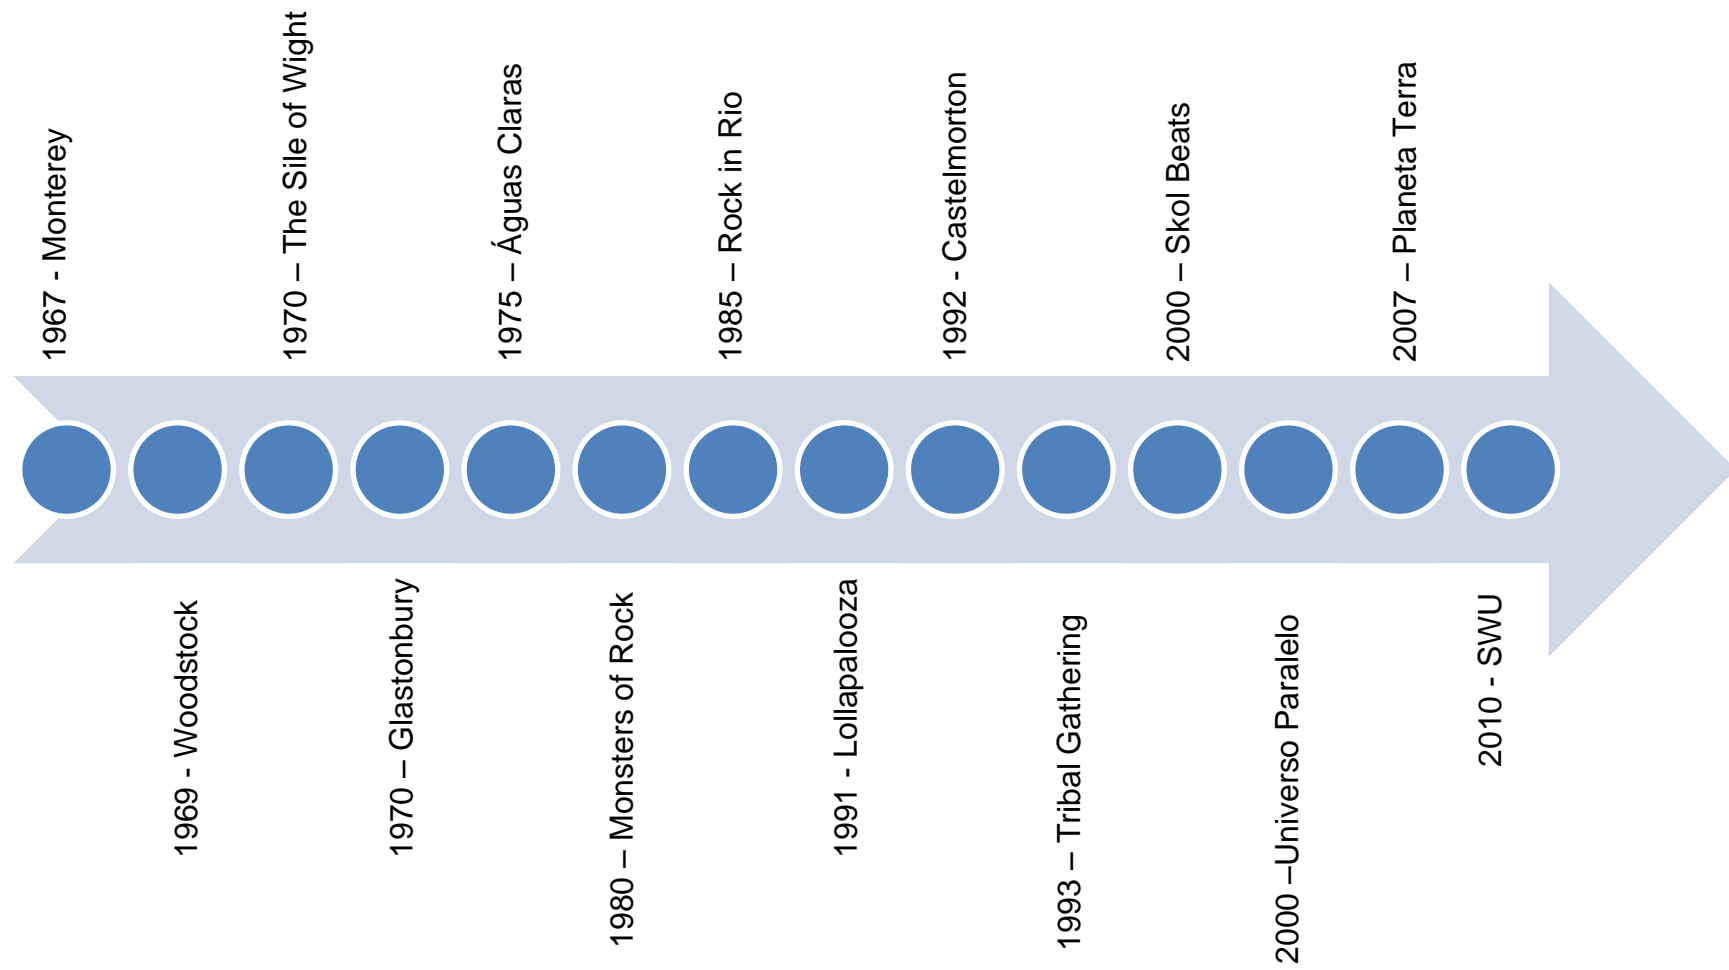 1967 - Monterey
1969 - Woodstock
1970 – The Sile of Wight
1970 – Glastonbury
1975 – Águas Claras
1980 – Monsters of Rock
1985 – Rock in Rio
1991 - Lollapalooza
1992 - Castelmorton
1993 – Tribal Gathering
2000 – Skol Beats
2000 –Universo Paralelo
2007 – Planeta Terra
2010 - SWU